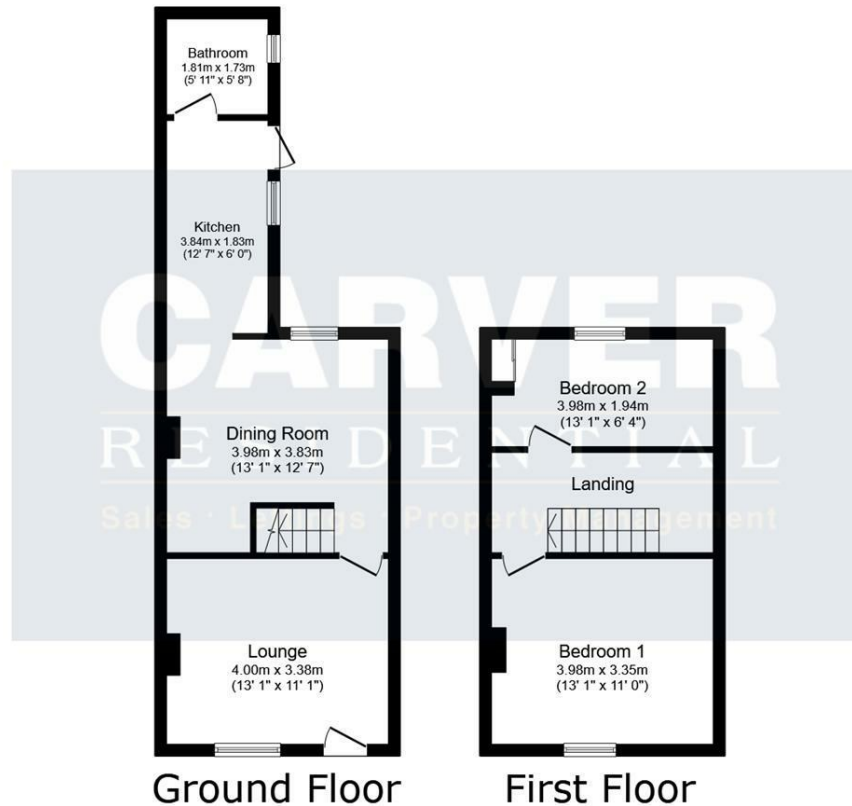 Bathroom
1.81m x 1.73m
(5' 11" x 5' 8")
Kitchen
3.84m x 1.83m
(12' 7" x 6' 0")
CARVER
RESIDENTIAL
Sales · Lettings · Property Management
Dining Room
3.98m x 3.83m
(13' 1" x 12' 7")
Lounge
4.00m x 3.38m
(13' 1" x 11' 1")
Ground Floor
Bedroom 2
3.98m x 1.94m
(13' 1" x 6' 4")
Landing
Bedroom 1
3.98m x 3.35m
(13' 1" x 11' 0")
First Floor